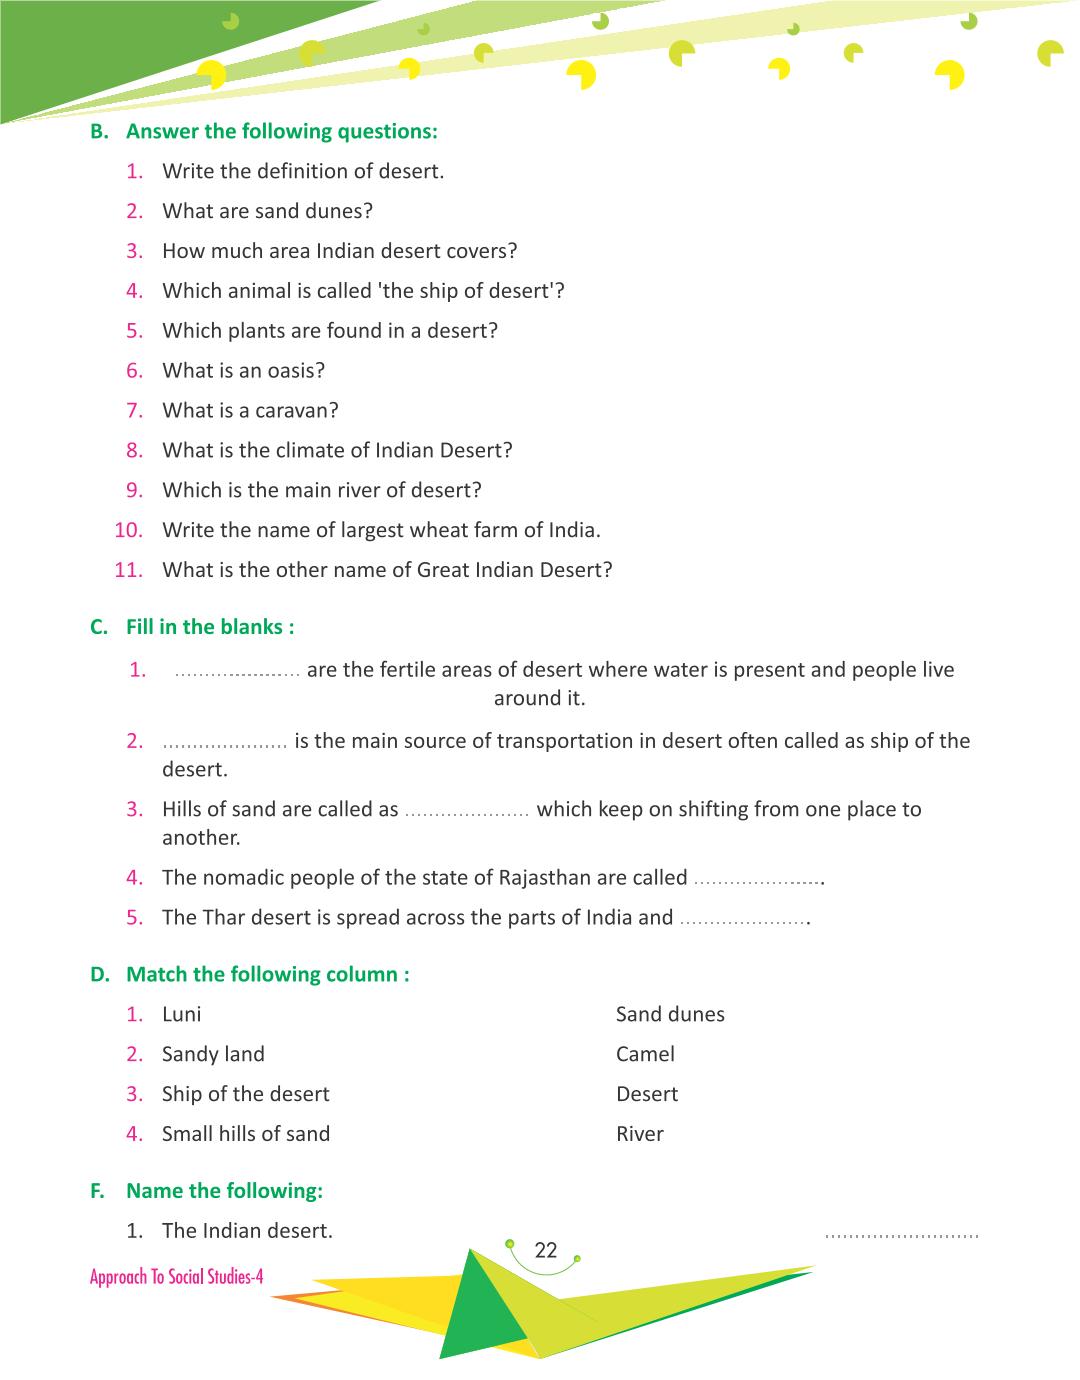 B. Answer the following questions:
1. Write the definition of desert.
2. What are sand dunes?
3. How much area Indian desert covers?
4. Which animal is called 'the ship of desert'?
5. Which plants are found in a desert?
6. What is an oasis?
7. What is a caravan?
8. What is the climate of Indian Desert?
9. Which is the main river of desert?
10. Write the name of largest wheat farm of India.
11. What is the other name of Great Indian Desert?
C. Fill in the blanks :
1. ..................... are the fertile areas of desert where water is present and people live
around it.
2. ..................... is the main source of transportation in desert often called as ship of the
desert.
3. Hills of sand are called as ..................... which keep on shifting from one place to
another.
4. The nomadic people of the state of Rajasthan are called ......................
5. The Thar desert is spread across the parts of India and ......................
D. Match the following column :
1. Luni Sand dunes
2. Sandy land Camel
3. Ship of the desert Desert
4. Small hills of sand River
F. Name the following:
1. The Indian desert. ..........................
22
Approach To Social Studies-4